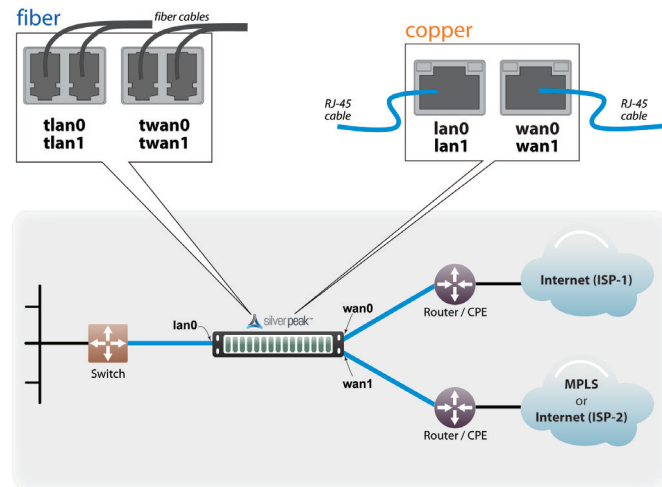 fiber
fiber cables
tlan0
tlan1
twan0
twan1
copper
RJ-45
cable
lan0
lan1
wan0
wan1
RJ-45
cable
silver peak™
lan0
wan0
wan1
Switch
Router / CPE
Internet (ISP-1)
Router / CPE
MPLS
or
Internet (ISP-2)